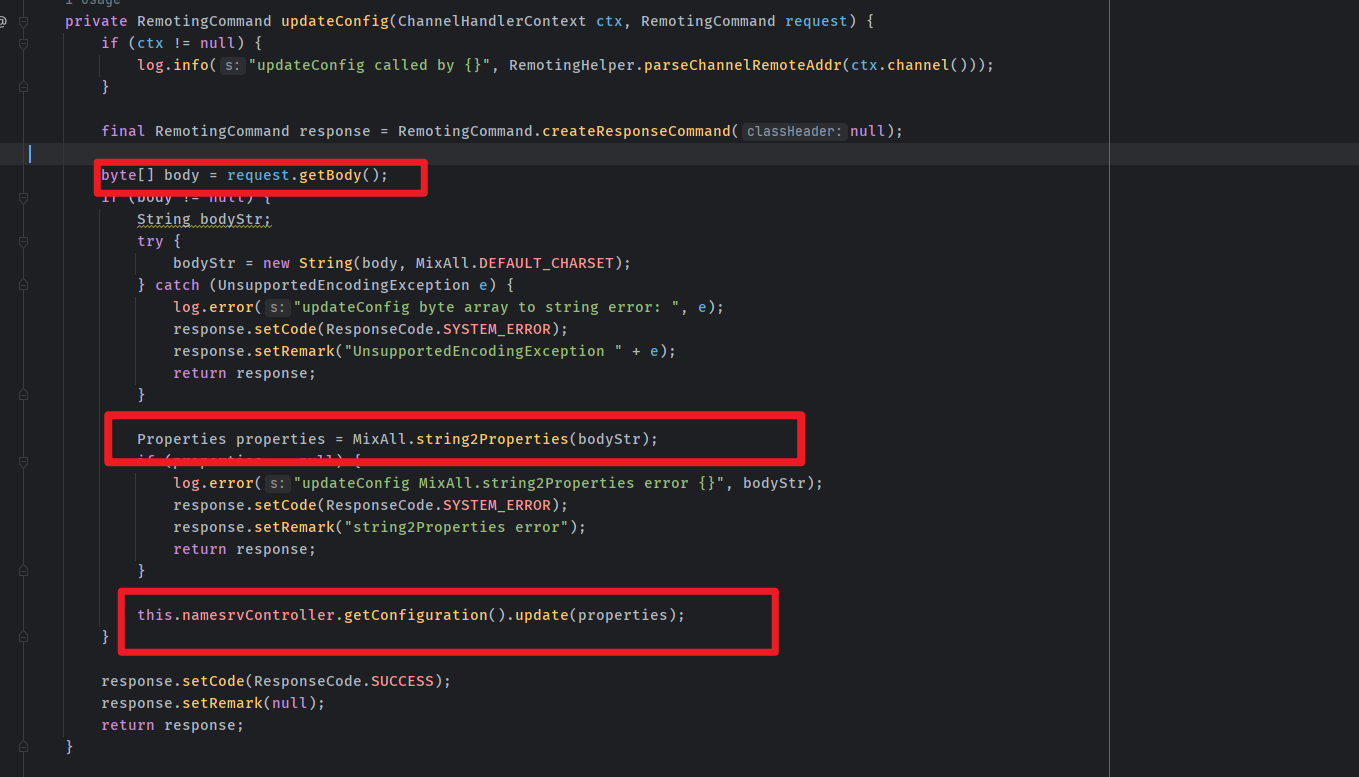 1 usage
private RemotingCommand updateConfig(ChannelHandlerContext ctx, RemotingCommand request) {
if (ctx != null) {
log.info( s: "updateConfig called by {}", RemotingHelper.parseChannelRemoteAddr(ctx.channel()));
}
final RemotingCommand response = RemotingCommand.createResponseCommand( classHeader: null);
byte[] body = request.getBody();
if (body != null) {
String bodyStr;
try {
bodyStr = new String(body, MixAll.DEFAULT_CHARSET);
} catch (UnsupportedEncodingException e) {
log.error( s: "updateConfig byte array to string error: ", e);
response.setCode(ResponseCode.SYSTEM_ERROR);
response.setRemark("UnsupportedEncodingException " + e);
return response;
}
Properties properties = MixAll.string2Properties(bodyStr);
if (properties == null) {
log.error( s: "updateConfig MixAll.string2Properties error {}", bodyStr);
response.setCode(ResponseCode.SYSTEM_ERROR);
response.setRemark("string2Properties error");
return response;
}
this.namesrvController.getConfiguration().update(properties);
}
response.setCode(ResponseCode.SUCCESS);
response.setRemark(null);
return response;
}